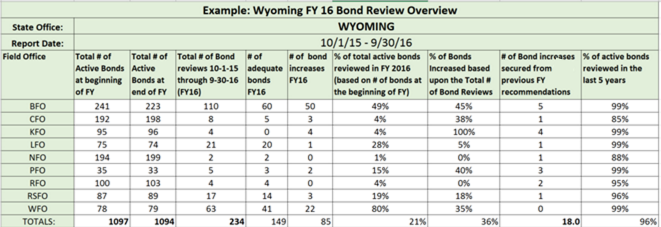 Example: Wyoming FY 16 Bond Review Overview
State Office: WYOMING
Report Date: 10/1/15 - 9/30/16
Field Office
Total # of
Active Bonds
at beginning
of FY
Total # of
Active
Bonds at
end of FY
Total # of Bond
reviews 10-1-15
through 9-30-16
(FY16)
# of
adequate
bonds
FY16
# of bond
increases
FY16
% of total active bonds
reviewed in FY 2016
(based on # of bonds at
the beginning of FY)
% of Bonds
Increased based
upon the Total #
of Bond Reviews
# of Bond increses
secured from
previous FY
recommendations
% of active bonds
reviewed in the
last 5 years
BFO 241 223 110 60 50 49% 45% 5 99%
CFO 192 198 8 5 3 4% 38% 1 85%
KFO 95 96 4 0 4 4% 100% 4 99%
LFO 75 74 21 20 1 28% 5% 1 99%
NFO 194 199 2 2 0 1% 0% 1 88%
PFO 35 33 5 3 2 15% 40% 3 99%
RFO 100 103 4 4 0 4% 0% 2 95%
RSFO 87 89 17 14 3 19% 18% 1 96%
WFO 78 79 63 41 22 80% 35% 0 99%
TOTALS: 1097 1094 234 149 85 21% 36% 18.0 96%